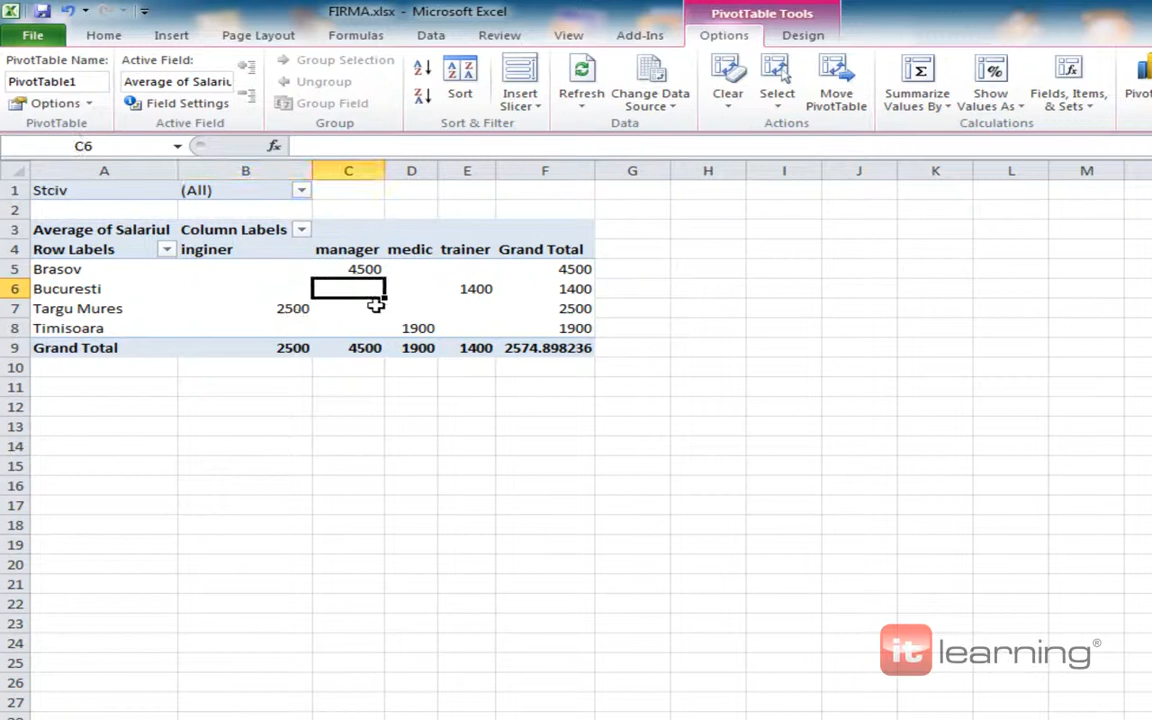 FIRMA.xlsx - Microsoft Excel
PivotTable Tools
File Home Insert Page Layout Formulas Data Review View Add-Ins Options Design
PivotTable Name:
PivotTable1
Options
PivotTable
Active Field:
Average of Salariu
Field Settings
Active Field
Group Selection
Ungroup
Group Field
Group
Sort
Insert
Slicer
Sort & Filter
Refresh
Change Data
Source
Data
Clear
Select
Move
PivotTable
Actions
Summarize
Values By
Show
Values As
Fields, Items,
& Sets
Calculations
C6 fx
A B C D E F G H I J K L M
1 Stciv (All)
2
3 Average of Salariul Column Labels
4 Row Labels inginer manager medic trainer Grand Total
5 Brasov 4500 4500
6 Bucuresti 1400 1400
7 Targu Mures 2500 2500
8 Timisoara 1900 1900
9 Grand Total 2500 4500 1900 1400 2574.898236
10
11
12
13
14
15
16
17
18
19
20
21
22
23
24
25
26
27
it learning®